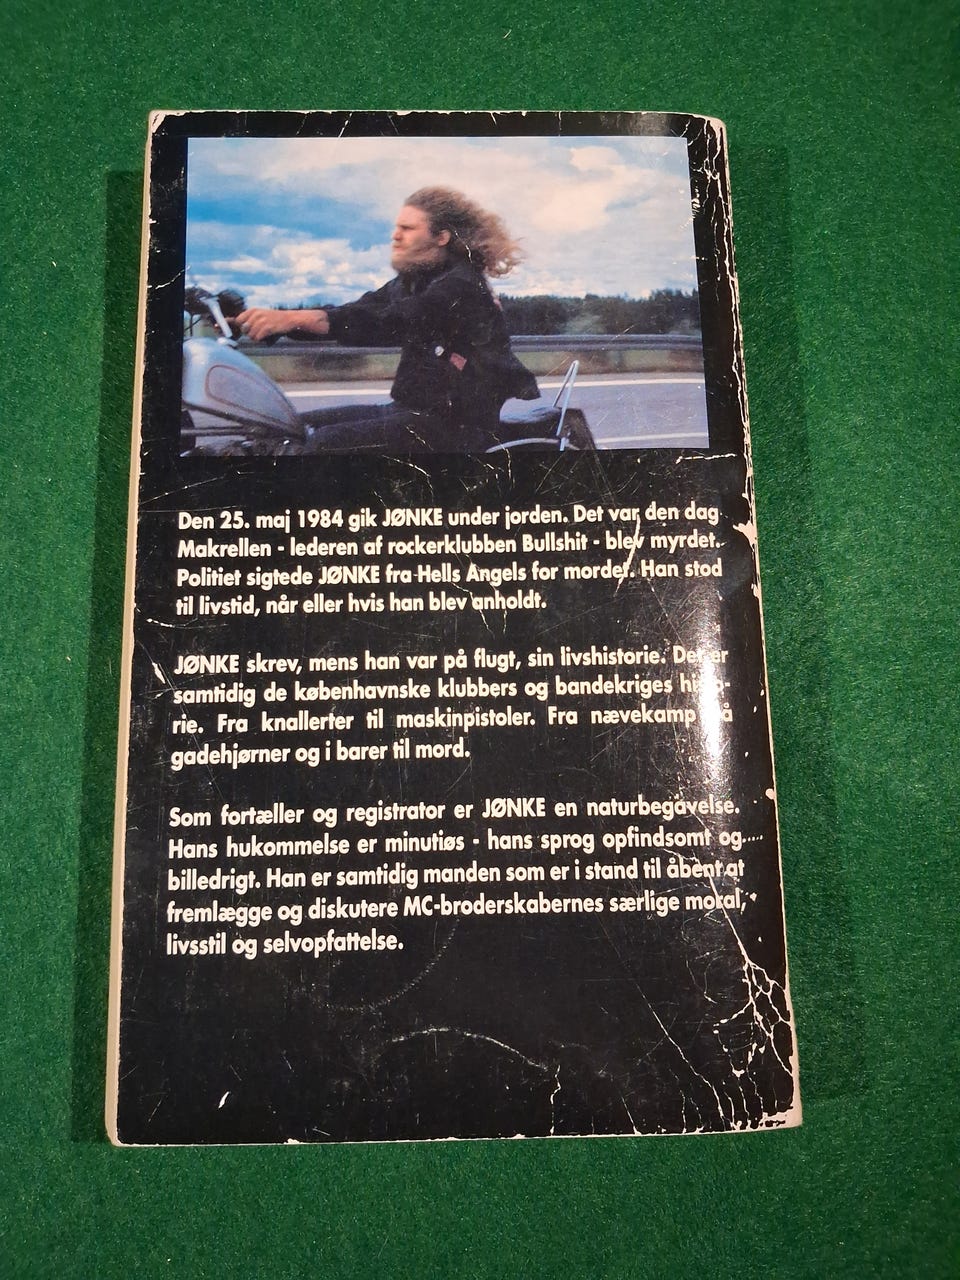 Den 25. maj 1984 gik JØNKE under jorden. Det var den dag
Makrellen - lederen af rockerklubben Bullshit - blev myrdet.
Politiet sigtede JØNKE fra Hells Angels for mordet. Han stod
til livstid, når eller hvis han blev anholdt.
JØNKE skrev, mens han var på flugt, sin livshistorie. Det er
samtidig de københavnske klubbers og bandekriges histo-
rie. Fra knallerter til maskinpistoler. Fra nævekamp på
gadehjørner og i barer til mord.
Som fortæller og registrator er JØNKE en naturbegavelse.
Hans hukommelse er minutiøs - hans sprog opfindsomt og
billedrigt. Han er samtidig manden som er i stand til åbent at
fremlægge og diskutere MC-broderskabernes særlige moral,
livsstil og selvopfattelse.